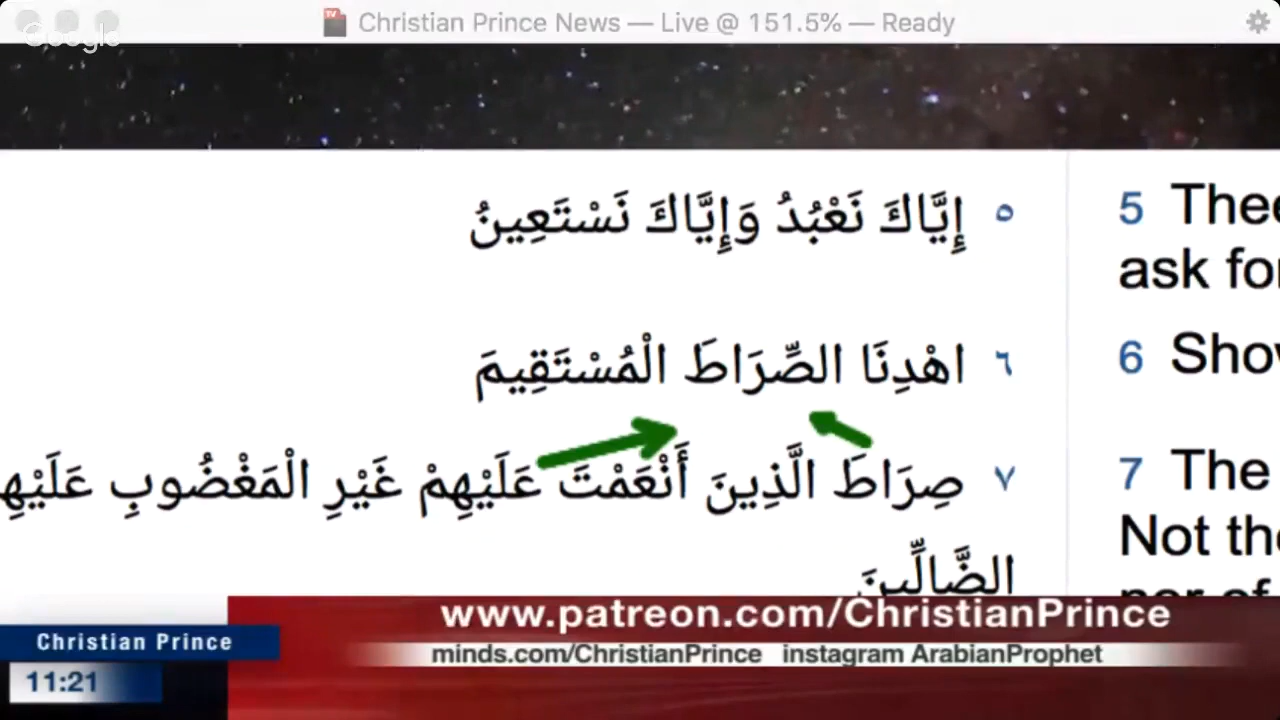 Christian Prince News — Live @ 151.5% — Ready
Google
٥ إِيَّاكَ نَعْبُدُ وَإِيَّاكَ نَسْتَعِينُ
5 Thee
ask for
٦ اهْدِنَا الصِّرَاطَ الْمُسْتَقِيمَ
6 Show
٧ صِرَاطَ الَّذِينَ أَنْعَمْتَ عَلَيْهِمْ غَيْرِ الْمَغْضُوبِ
7 The
Not the
الضَّالِّينَ
www.patreon.com/ChristianPrince
minds.com/ChristianPrince instagram ArabianProphet
Christian Prince
11:21